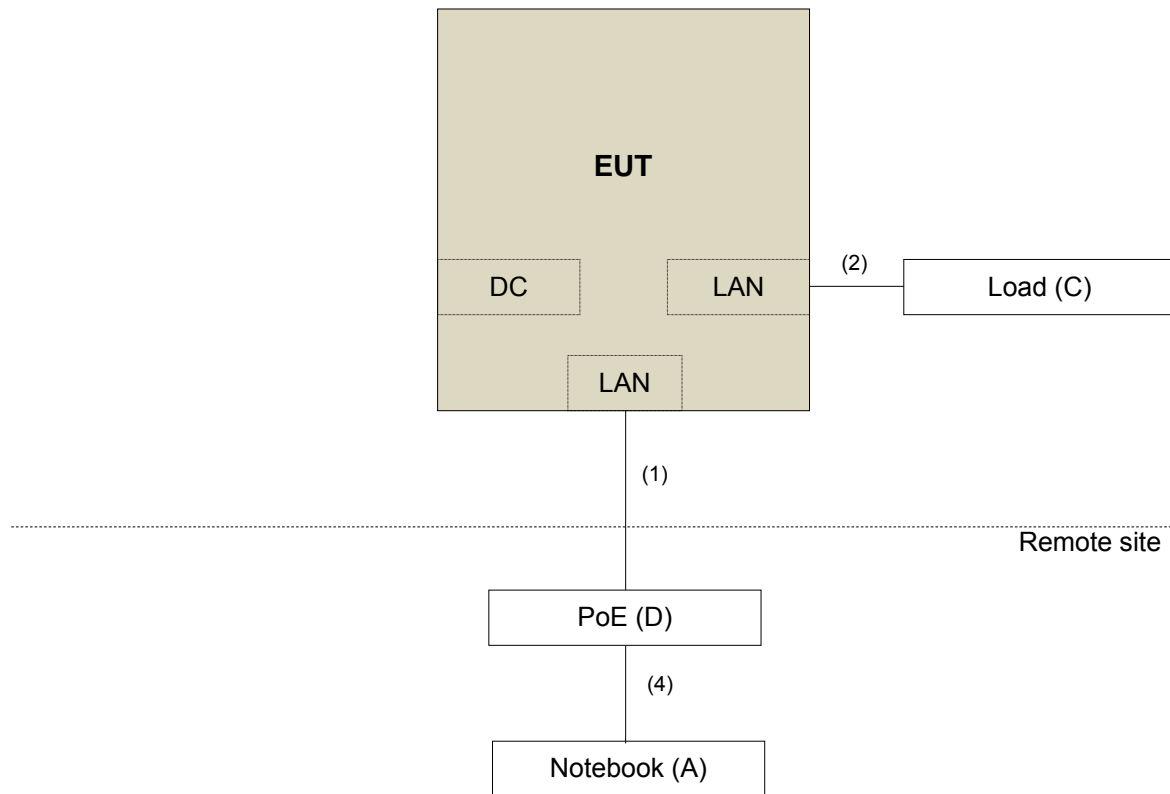 EUT
(2)
DC
LAN
Load (C)
LAN
(1)
Remote site
PoE (D)
(4)
Notebook (A)